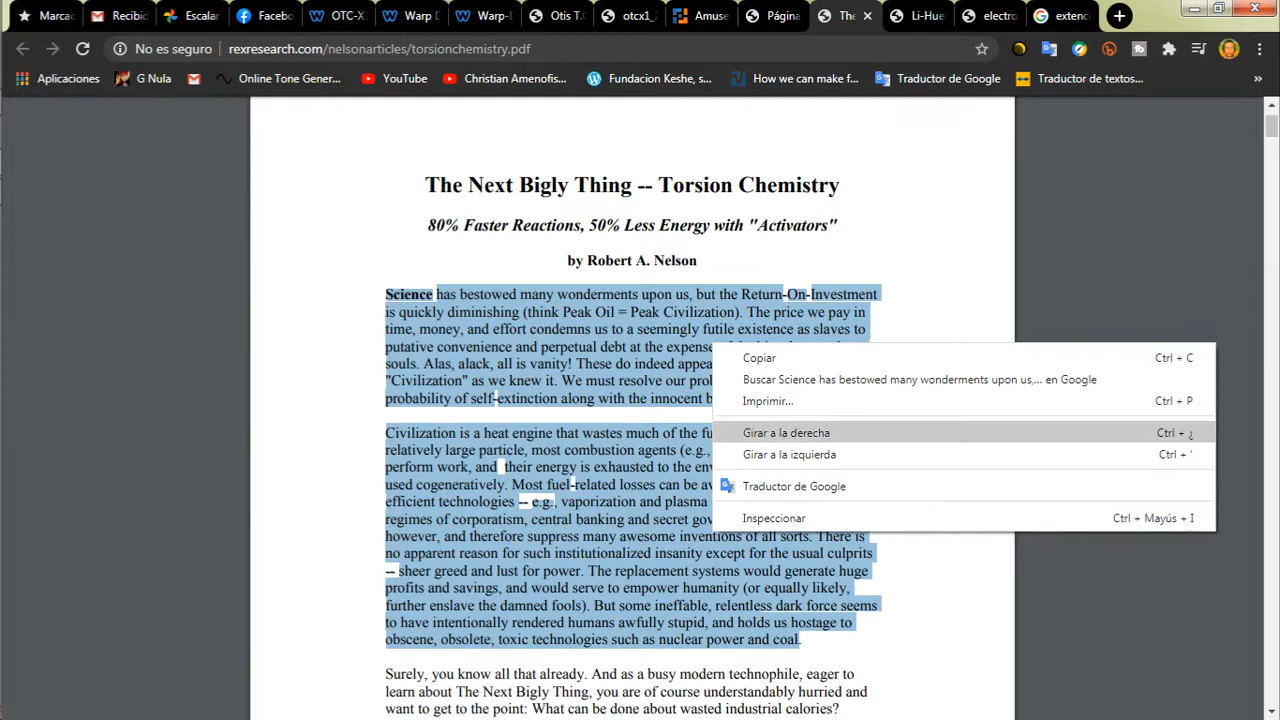 Marca
Recibid
Escalar
Facebo
OTC-X
Warp D
Warp-D
Otis T.C
otcx1_
Amuse
Página
The
Li-Hue
electro
extenc
No es seguro
rexresearch.com/nelsonarticles/torsionchemistry.pdf
Aplicaciones
G Nula
Online Tone Gener...
YouTube
Christian Amenofis...
Fundacion Keshe, s...
How we can make f...
Traductor de Google
Traductor de textos...
»
The Next Bigly Thing -- Torsion Chemistry
80% Faster Reactions, 50% Less Energy with "Activators"
by Robert A. Nelson
Science has bestowed many wonderments upon us, but the Return-On-Investment
is quickly diminishing (think Peak Oil = Peak Civilization). The price we pay in
time, money, and effort condemns us to a seemingly futile existence as slaves to
putative convenience and perpetual debt at the expense
souls. Alas, alack, all is vanity! These do indeed appea
"Civilization" as we knew it. We must resolve our prob
probability of self-extinction along with the innocent b
Civilization is a heat engine that wastes much of the fu
relatively large particle, most combustion agents (e.g.,
perform work, and their energy is exhausted to the env
used cogeneratively. Most fuel-related losses can be av
efficient technologies -- e.g., vaporization and plasma
regimes of corporatism, central banking and secret gov
however, and therefore suppress many awesome inventions of all sorts. There is
no apparent reason for such institutionalized insanity except for the usual culprits
-- sheer greed and lust for power. The replacement systems would generate huge
profits and savings, and would serve to empower humanity (or equally likely,
further enslave the damned fools). But some ineffable, relentless dark force seems
to have intentionally rendered humans awfully stupid, and holds us hostage to
obscene, obsolete, toxic technologies such as nuclear power and coal.
Surely, you know all that already. And as a busy modern technophile, eager to
learn about The Next Bigly Thing, you are of course understandably hurried and
want to get to the point: What can be done about wasted industrial calories?
Copiar Ctrl + C
Buscar Science has bestowed many wonderments upon us,... en Google
Imprimir... Ctrl + P
Girar a la derecha Ctrl + ¿
Girar a la izquierda Ctrl + '
Traductor de Google
Inspeccionar Ctrl + Mayús + I